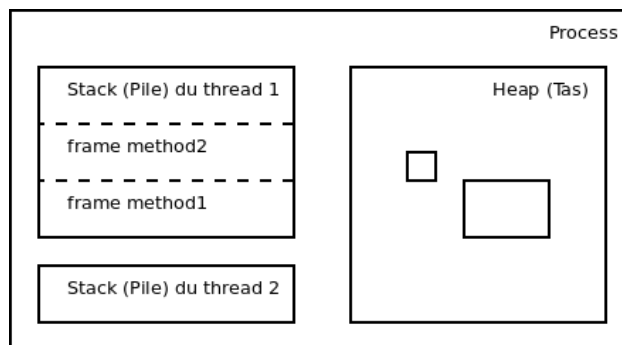 Process
Stack (Pile) du thread 1
frame method2
frame method1
Stack (Pile) du thread 2
Heap (Tas)